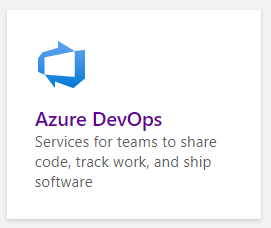 Azure DevOps
Services for teams to share
code, track work, and ship
software